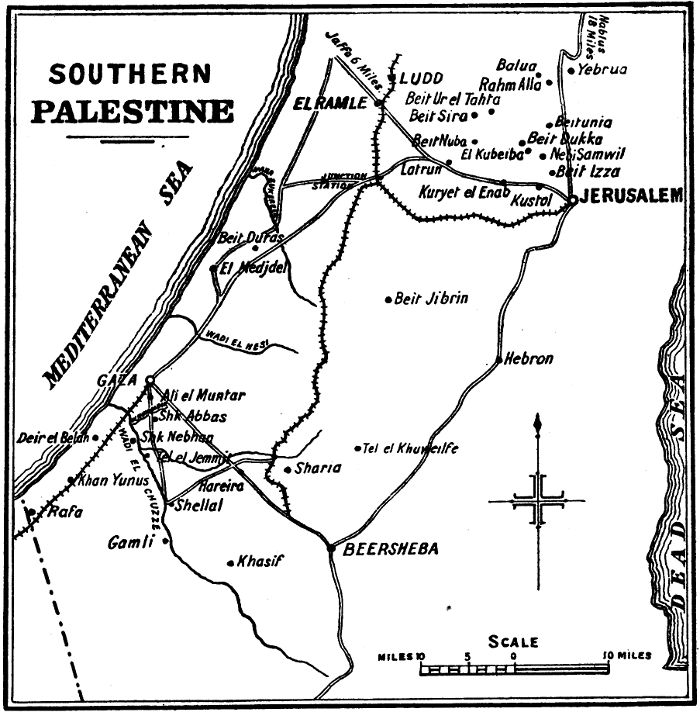 SOUTHERN
PALESTINE
MEDITERRANEAN SEA
Jaffa 6 Miles
LUDD
EL RAMLE
Nablus
18 Miles
Balua
Yebrua
Rahm Alla
Beit Ur el Tahta
Beit Sira
Beitunia
Beit Nuba
Beit Dukka
El Kubeiba
Nebi Samwil
Latrun
Beit Izza
JUNCTION
STATION
Kuryet el Enab
Kustol
JERUSALEM
Beit Duras
El Medjdel
Beit Jibrin
WADI EL HESI
Hebron
GAZA
Ali el Muntar
Shk Abbas
Deir el Belah
Shk Nebhan
Tel el Jemmi
Tel el Khuweilfe
Sharia
Khan Yunus
Hareira
WADI EL GHUZZE
Shellal
Rafa
Gamli
BEERSHEBA
Khasif
DEAD SEA
SCALE
MILES 10 5 0 10 MILES